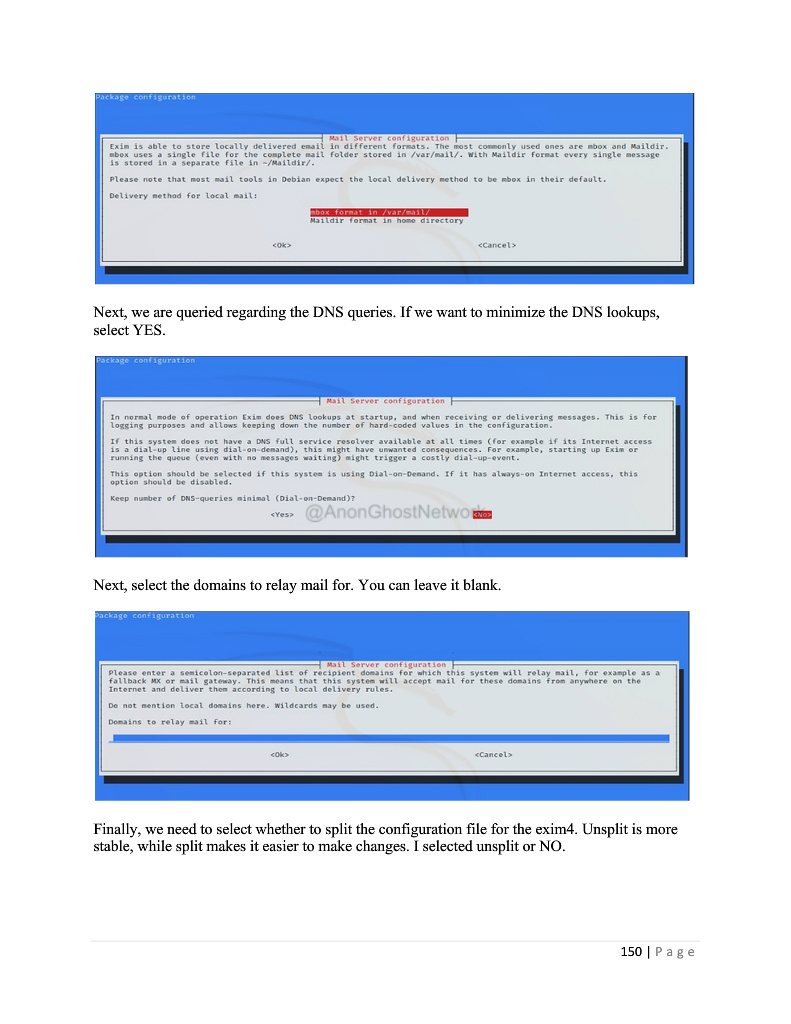 Package configuration
Mail Server configuration
Exim is able to store locally delivered email in different formats. The most commonly used ones are mbox and Maildir.
mbox uses a single file for the complete mail folder stored in /var/mail/. With Maildir format every single message
is stored in a separate file in ~/Maildir/.
Please note that most mail tools in Debian expect the local delivery method to be mbox in their default.
Delivery method for local mail:
mbox format in /var/mail/
Maildir format in home directory
<Ok> <Cancel>
Next, we are queried regarding the DNS queries. If we want to minimize the DNS lookups,
select YES.
Package configuration
Mail Server configuration
In normal mode of operation Exim does DNS lookups at startup, and when receiving or delivering messages. This is for
logging purposes and allows keeping down the number of hard-coded values in the configuration.
If this system does not have a DNS full service resolver available at all times (for example if its Internet access
is a dial-up line using dial-on-demand), this might have unwanted consequences. For example, starting up Exim or
running the queue (even with no messages waiting) might trigger a costly dial-up-event.
This option should be selected if this system is using Dial-on-Demand. If it has always-on Internet access, this
option should be disabled.
Keep number of DNS-queries minimal (Dial-on-Demand)?
<Yes> @AnonGhostNetwork <No>
Next, select the domains to relay mail for. You can leave it blank.
Package configuration
Mail Server configuration
Please enter a semicolon-separated list of recipient domains for which this system will relay mail, for example as a
fallback MX or mail gateway. This means that this system will accept mail for these domains from anywhere on the
Internet and deliver them according to local delivery rules.
Do not mention local domains here. Wildcards may be used.
Domains to relay mail for:
<Ok> <Cancel>
Finally, we need to select whether to split the configuration file for the exim4. Unsplit is more
stable, while split makes it easier to make changes. I selected unsplit or NO.
150 | Page